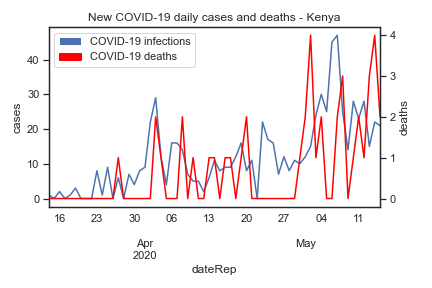 New COVID-19 daily cases and deaths - Kenya
COVID-19 infections
COVID-19 deaths
cases
40
30
20
10
0
deaths
4
3
2
1
0
16 23 30 06 13 20 27 04 11
Apr May
2020
dateRep